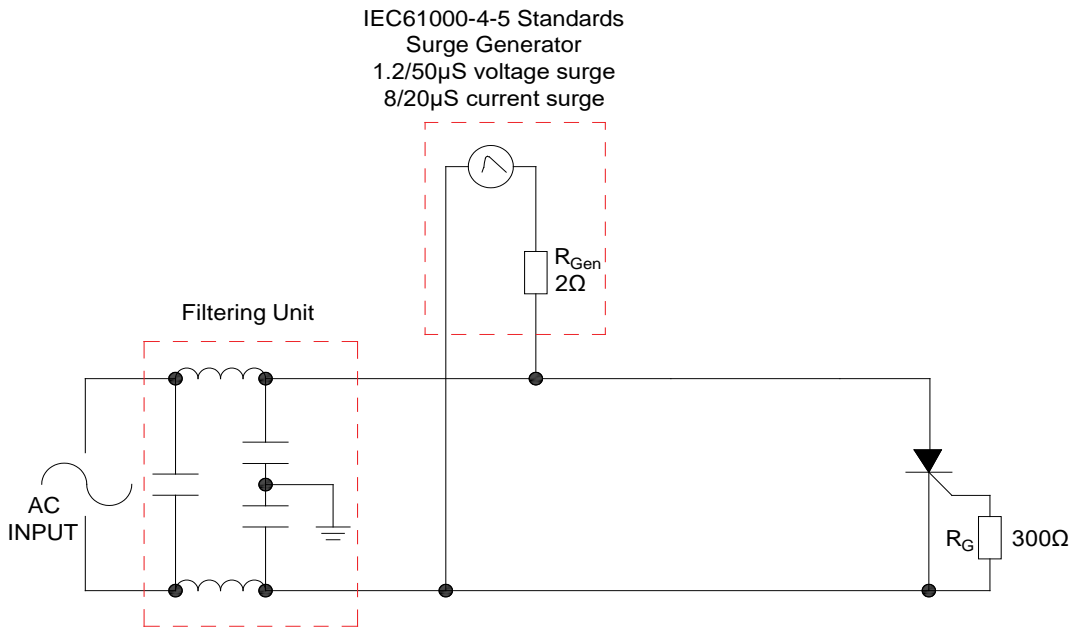 IEC61000-4-5 Standards
Surge Generator
1.2/50µS voltage surge
8/20µS current surge
RGen
2Ω
Filtering Unit
AC
INPUT
RG
300Ω